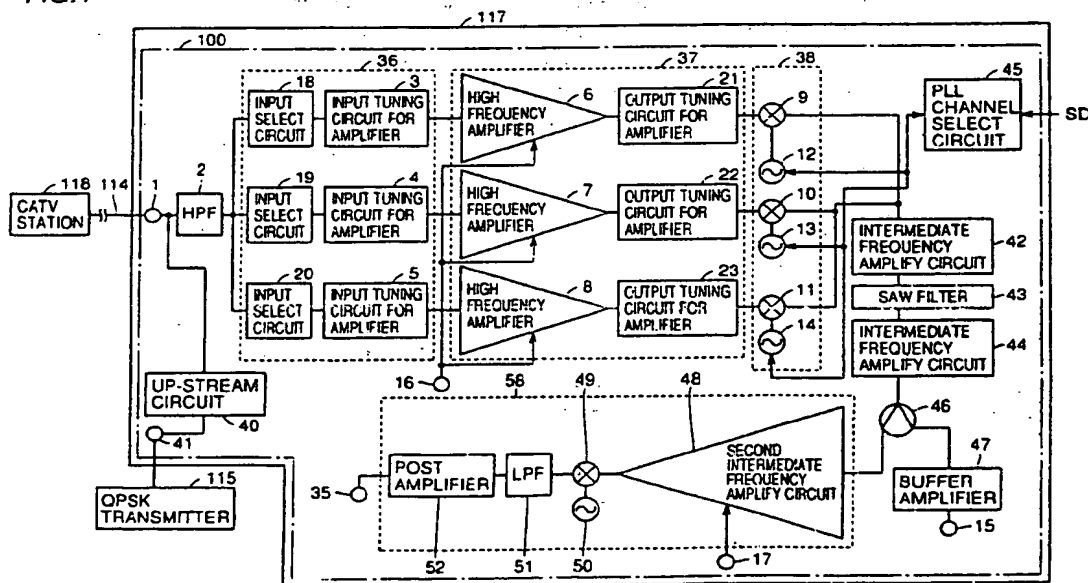 117
100
36
37
38
45
18
3
6
21
9
INPUT
SELECT
CIRCUIT
INPUT TUNING
CIRCUIT FOR
AMPLIFIER
HIGH
FREQUENCY
AMPLIFIER
OUTPUT TUNING
CIRCUIT FOR
AMPLIFIER
PLL
CHANNEL
SELECT
CIRCUIT
SD
12
118
114
1
2
19
4
7
22
10
CATV
STATION
HPF
INPUT
SELECT
CIRCUIT
INPUT TUNING
CIRCUIT FOR
AMPLIFIER
HIGH
FREQUENCY
AMPLIFIER
OUTPUT TUNING
CIRCUIT FOR
AMPLIFIER
13
INTERMEDIATE
FREQUENCY
AMPLIFY CIRCUIT
42
20
5
8
23
11
INPUT
SELECT
CIRCUIT
INPUT TUNING
CIRCUIT FOR
AMPLIFIER
HIGH
FREQUENCY
AMPLIFIER
OUTPUT TUNING
CIRCUIT FOR
AMPLIFIER
14
SAW FILTER
43
INTERMEDIATE
FREQUENCY
AMPLIFY CIRCUIT
44
16
58
49
48
46
UP-STREAM
CIRCUIT
40
41
47
115
QPSK
TRANSMITTER
35
POST
AMPLIFIER
LPF
SECOND
INTERMEDIATE
FREQUENCY
AMPLIFY CIRCUIT
BUFFER
AMPLIFIER
15
52
51
50
17